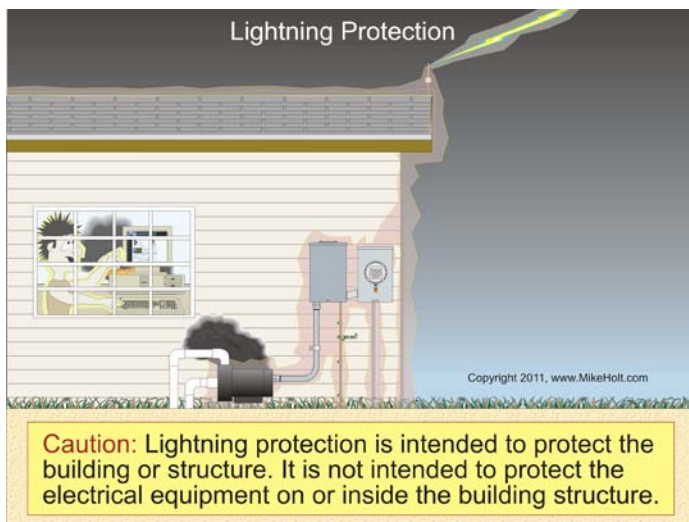 Lightning Protection
Copyright 2011, www.MikeHolt.com
Caution: Lightning protection is intended to protect the
building or structure. It is not intended to protect the
electrical equipment on or inside the building structure.